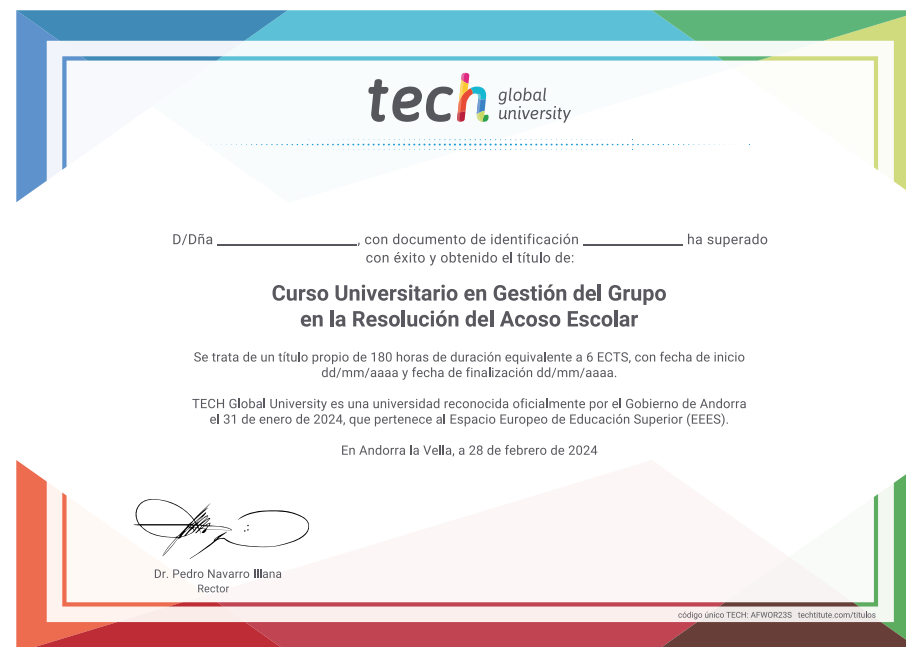 tech global university
D/Dña ______________, con documento de identificación __________ ha superado
con éxito y obtenido el título de:
Curso Universitario en Gestión del Grupo
en la Resolución del Acoso Escolar
Se trata de un título propio de 180 horas de duración equivalente a 6 ECTS, con fecha de inicio
dd/mm/aaaa y fecha de finalización dd/mm/aaaa.
TECH Global University es una universidad reconocida oficialmente por el Gobierno de Andorra
el 31 de enero de 2024, que pertenece al Espacio Europeo de Educación Superior (EEES).
En Andorra la Vella, a 28 de febrero de 2024
Dr. Pedro Navarro Illana
Rector
código único TECH: AFWOR23S techtitute.com/titulos